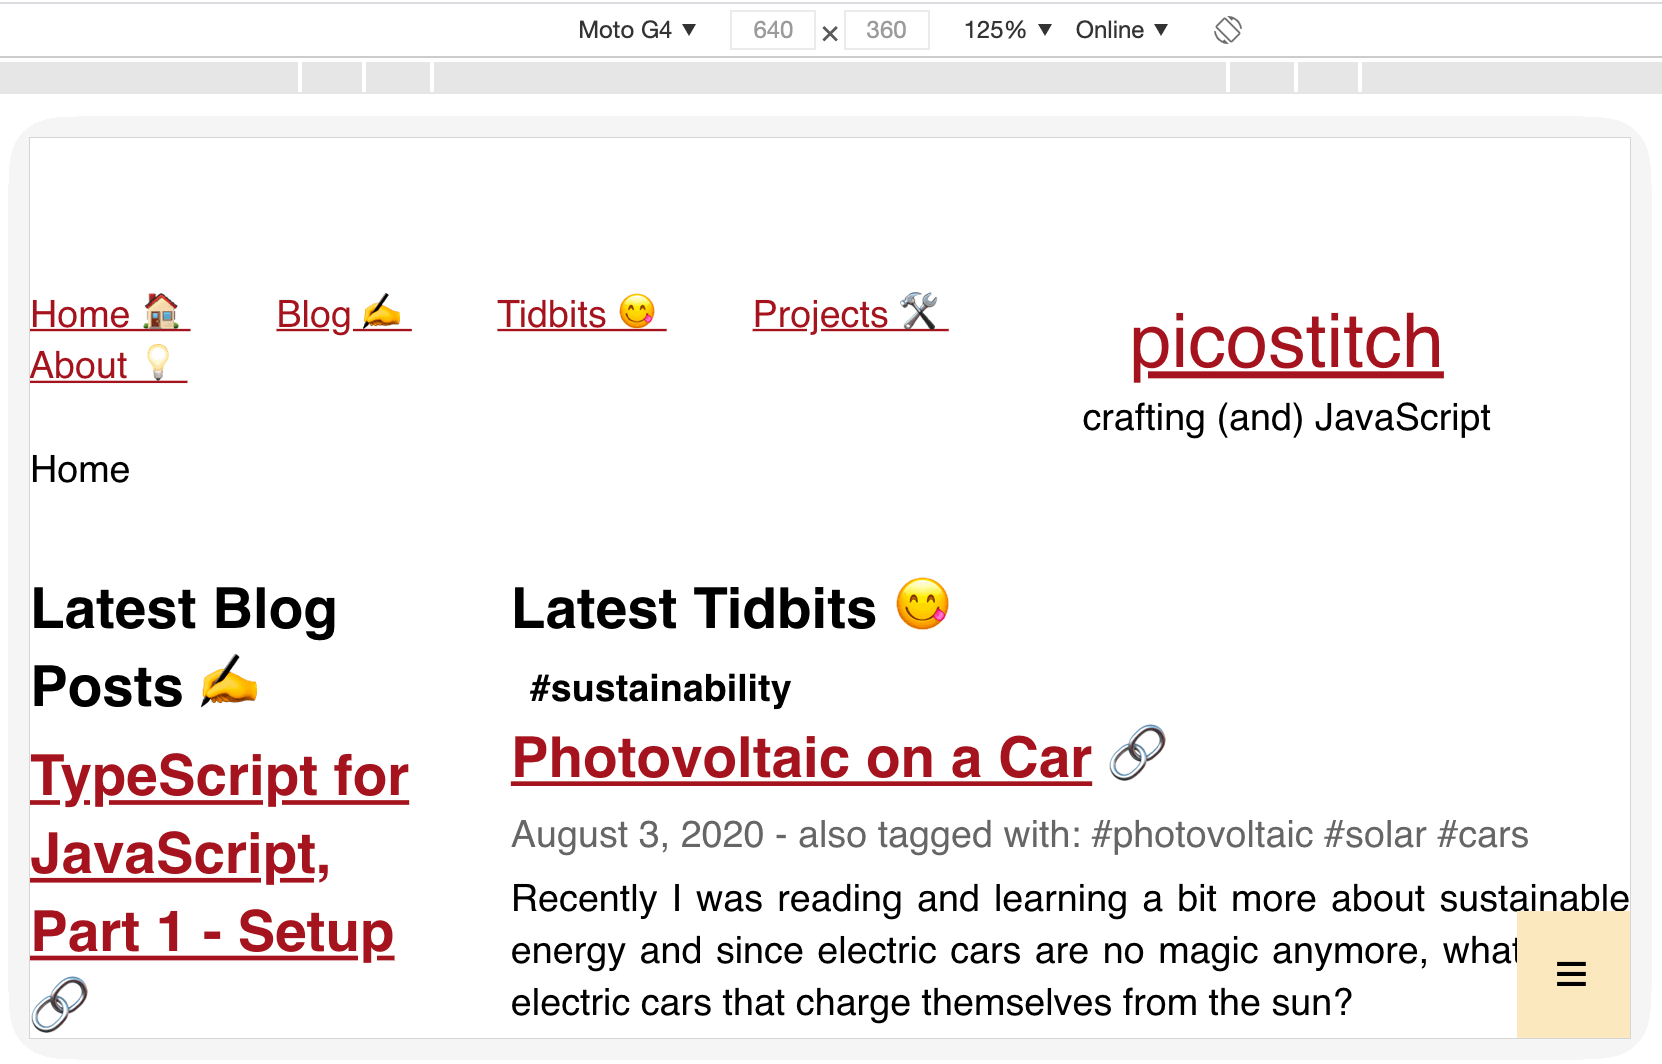 Moto G4 ▼ 640 × 360 125% ▼ Online ▼
Home 🏠 Blog ✍️ Tidbits 😋 Projects 🛠
About 💡
picostitch
crafting (and) JavaScript
Home
Latest Blog
Posts ✍️
TypeScript for
JavaScript,
Part 1 - Setup
🔗
Latest Tidbits 😋
#sustainability
Photovoltaic on a Car 🔗
August 3, 2020 - also tagged with: #photovoltaic #solar #cars
Recently I was reading and learning a bit more about sustainable
energy and since electric cars are no magic anymore, what
electric cars that charge themselves from the sun?